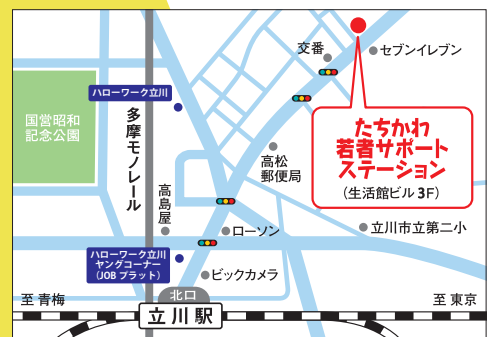 交番
セブンイレブン
ハローワーク立川
国営昭和
記念公園
多摩モノレール
たちかわ
若者サポート
ステーション
(生活館ビル3F)
高松
郵便局
高島屋
ローソン
立川市立第二小
ハローワーク立川
ヤングコーナー
(JOBプラット)
ビックカメラ
北口
至 青梅
至 東京
立川駅